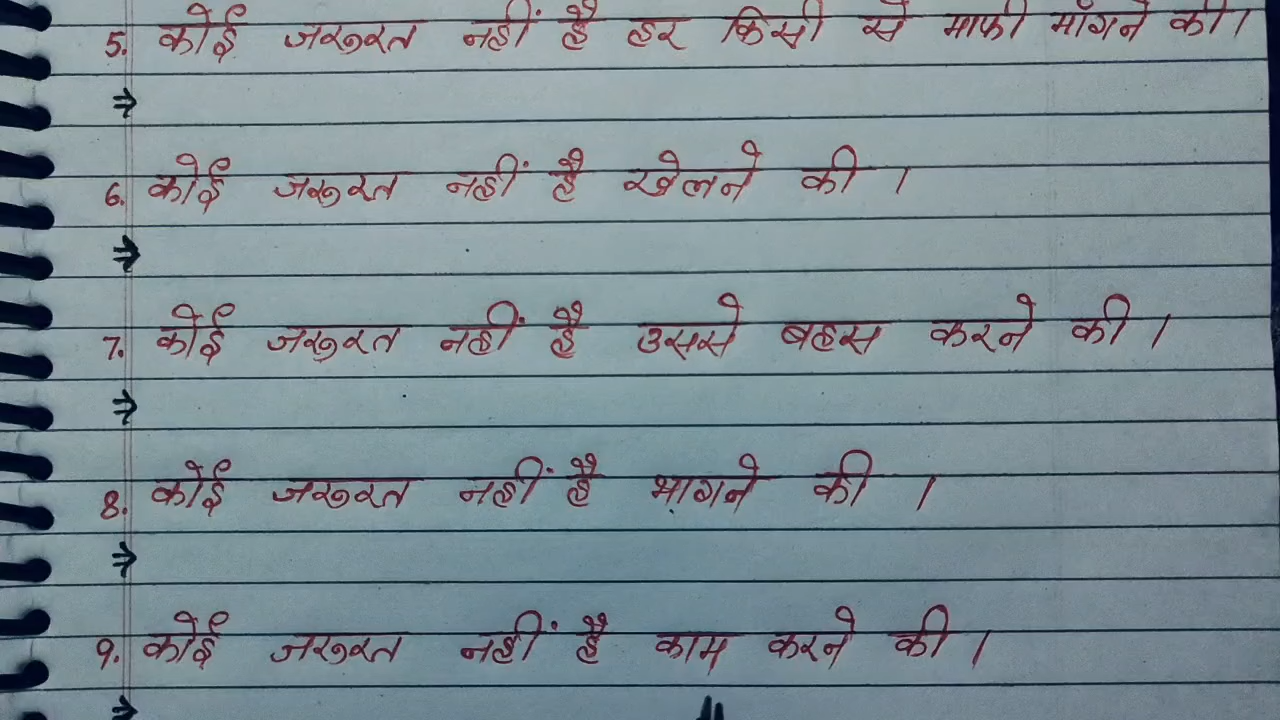 5. कोई जरूरत नहीं है हर किसी से माफी माँगने की।
⇒
6. कोई जरूरत नहीं है खेलने की।
⇒
7. कोई जरूरत नहीं है उससे बहस करने की।
⇒
8. कोई जरूरत नहीं है भागने की।
⇒
9. कोई जरूरत नहीं है काम करने की।
⇒